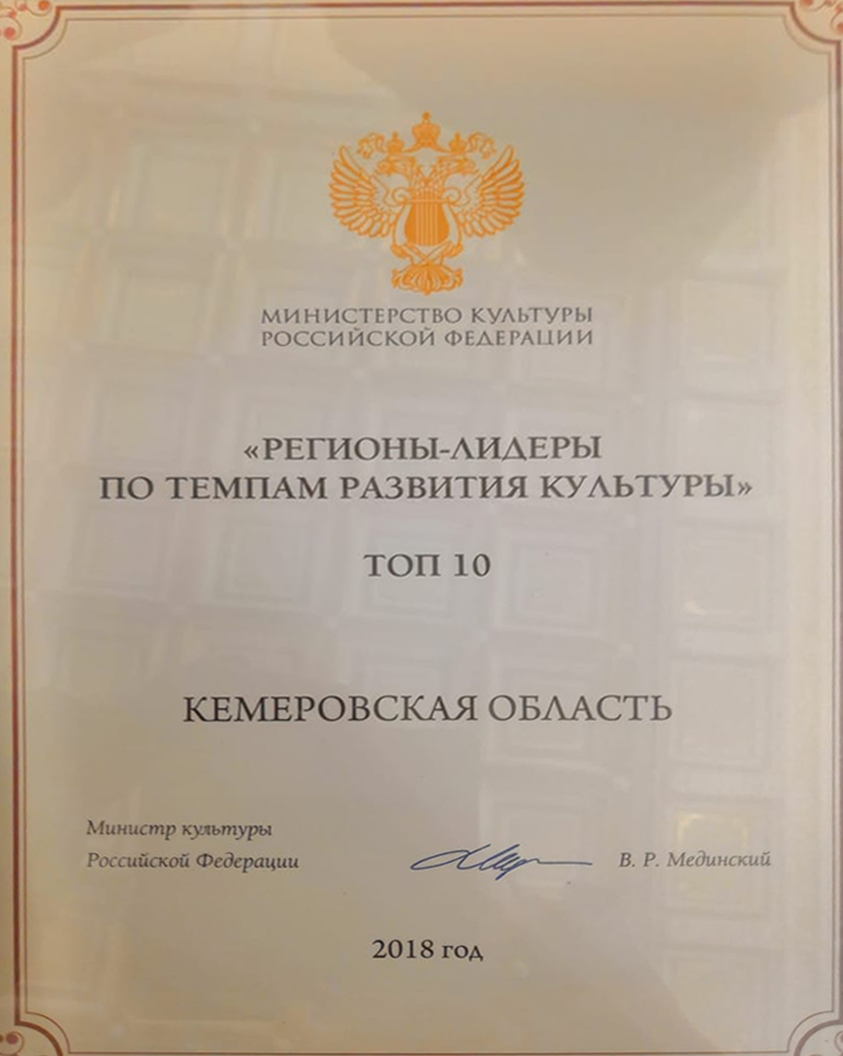 МИНИСТЕРСТВО КУЛЬТУРЫ
РОССИЙСКОЙ ФЕДЕРАЦИИ
«РЕГИОНЫ-ЛИДЕРЫ
ПО ТЕМПАМ РАЗВИТИЯ КУЛЬТУРЫ»
ТОП 10
КЕМЕРОВСКАЯ ОБЛАСТЬ
Министр культуры
Российской Федерации
В. Р. Мединский
2018 год